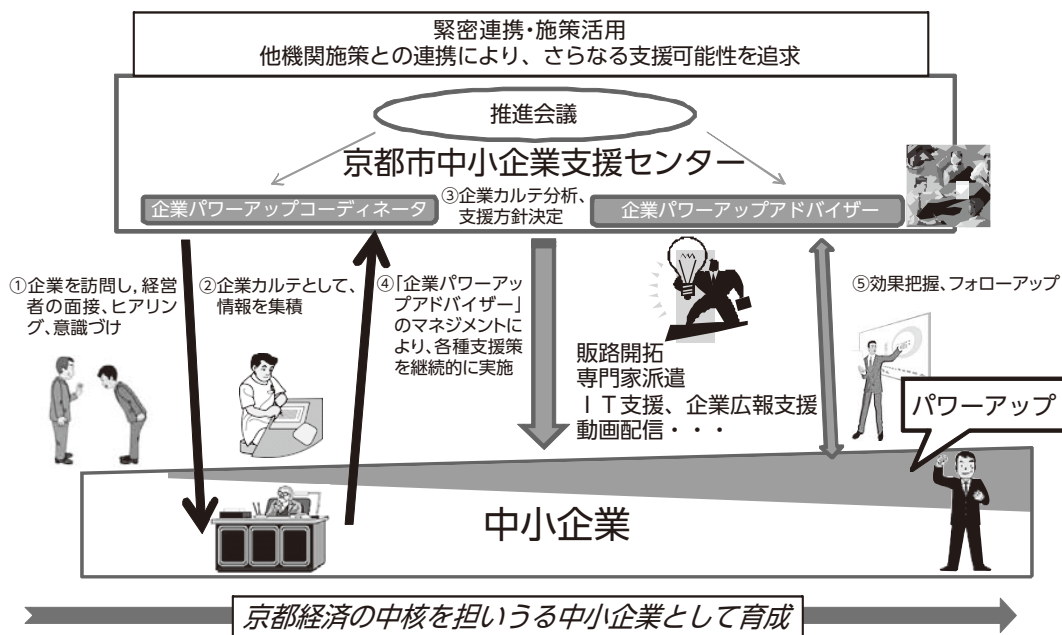 緊密連携・施策活用
他機関施策との連携により、さらなる支援可能性を追求
推進会議
京都市中小企業支援センター
企業パワーアップコーディネータ
③企業カルテ分析、
支援方針決定
企業パワーアップアドバイザー
①企業を訪問し，経営
者の面接、ヒアリン
グ、意識づけ
②企業カルテとして、
情報を集積
④「企業パワーアッ
プアドバイザー」
のマネジメントに
より、各種支援策
を継続的に実施
販路開拓
専門家派遣
ＩＴ支援、企業広報支援
動画配信・・・
⑤効果把握、フォローアップ
パワーアップ
中小企業
京都経済の中核を担いうる中小企業として育成